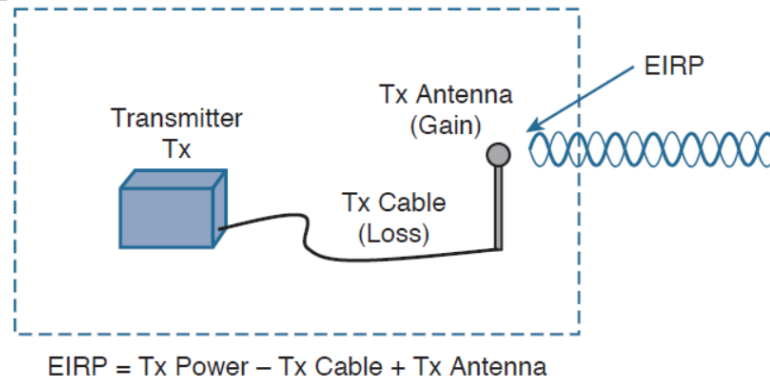 EIRP
Tx Antenna
(Gain)
Transmitter
Tx
Tx Cable
(Loss)
EIRP = Tx Power – Tx Cable + Tx Antenna